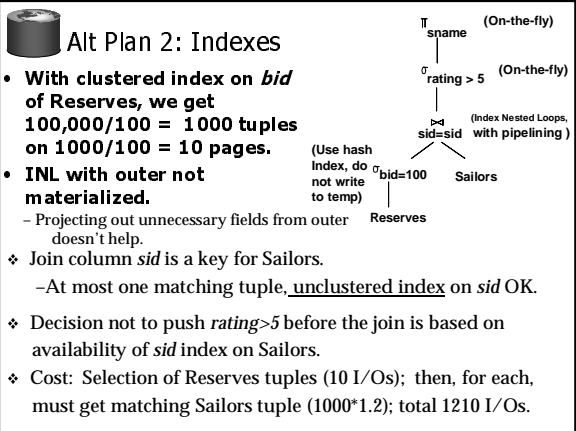 Alt Plan 2: Indexes
• With clustered index on bid
of Reserves, we get
100,000/100 = 1000 tuples
on 1000/100 = 10 pages.
• INL with outer not
materialized.
– Projecting out unnecessary fields from outer
doesn't help.
❖ Join column sid is a key for Sailors.
–At most one matching tuple, unclustered index on sid OK.
❖ Decision not to push rating>5 before the join is based on
availability of sid index on Sailors.
❖ Cost: Selection of Reserves tuples (10 I/Os); then, for each,
must get matching Sailors tuple (1000*1.2); total 1210 I/Os.
π sname (On-the-fly)
σ rating > 5 (On-the-fly)
⋈ sid=sid (Index Nested Loops,
with pipelining )
(Use hash
Index, do
not write
to temp)
σ bid=100
Sailors
Reserves